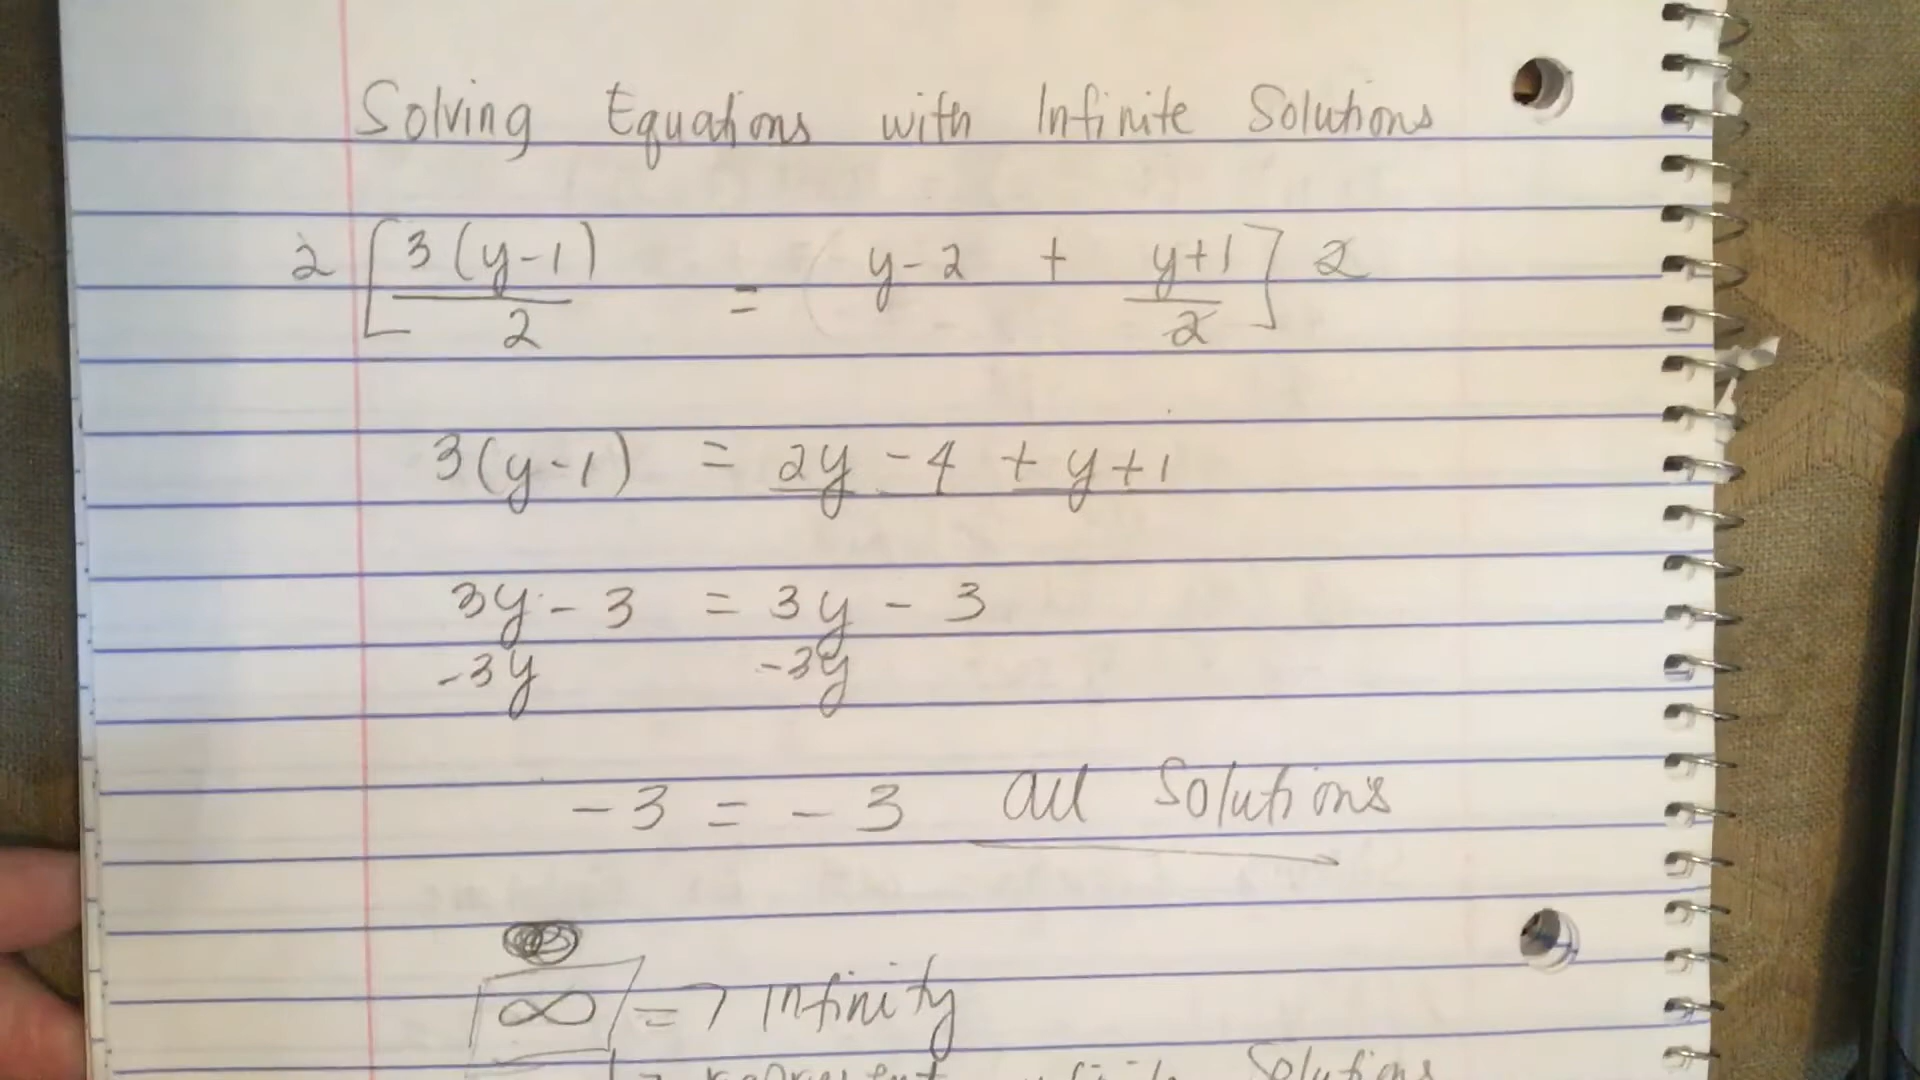 Solving Equations with Infinite Solutions
2 [ 3(y-1)/2 = y-2 + y+1/2 ] 2
3(y-1) = 2y - 4 + y+1
3y - 3 = 3y - 3
-3y -3y
-3 = -3 all Solutions
∞ => Infinity
Solutions